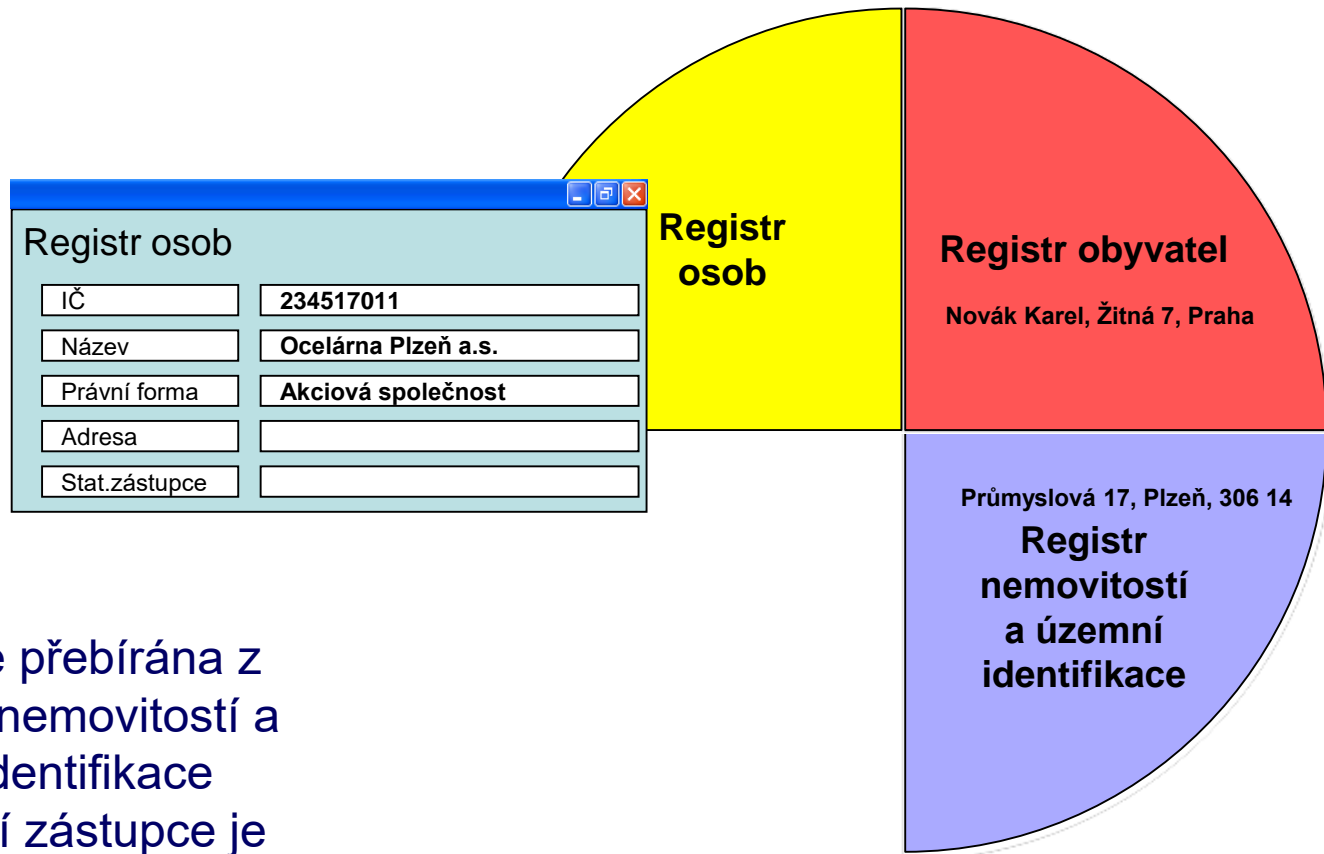 Registr osob
IČ 234517011
Název Ocelárna Plzeň a.s.
Právní forma Akciová společnost
Adresa
Stat.zástupce
Registr
osob
Registr obyvatel
Novák Karel, Žitná 7, Praha
Průmyslová 17, Plzeň, 306 14
Registr
nemovitostí
a územní
identifikace
přebírána z
nemovitostí a
dentifikace
í zástupce je